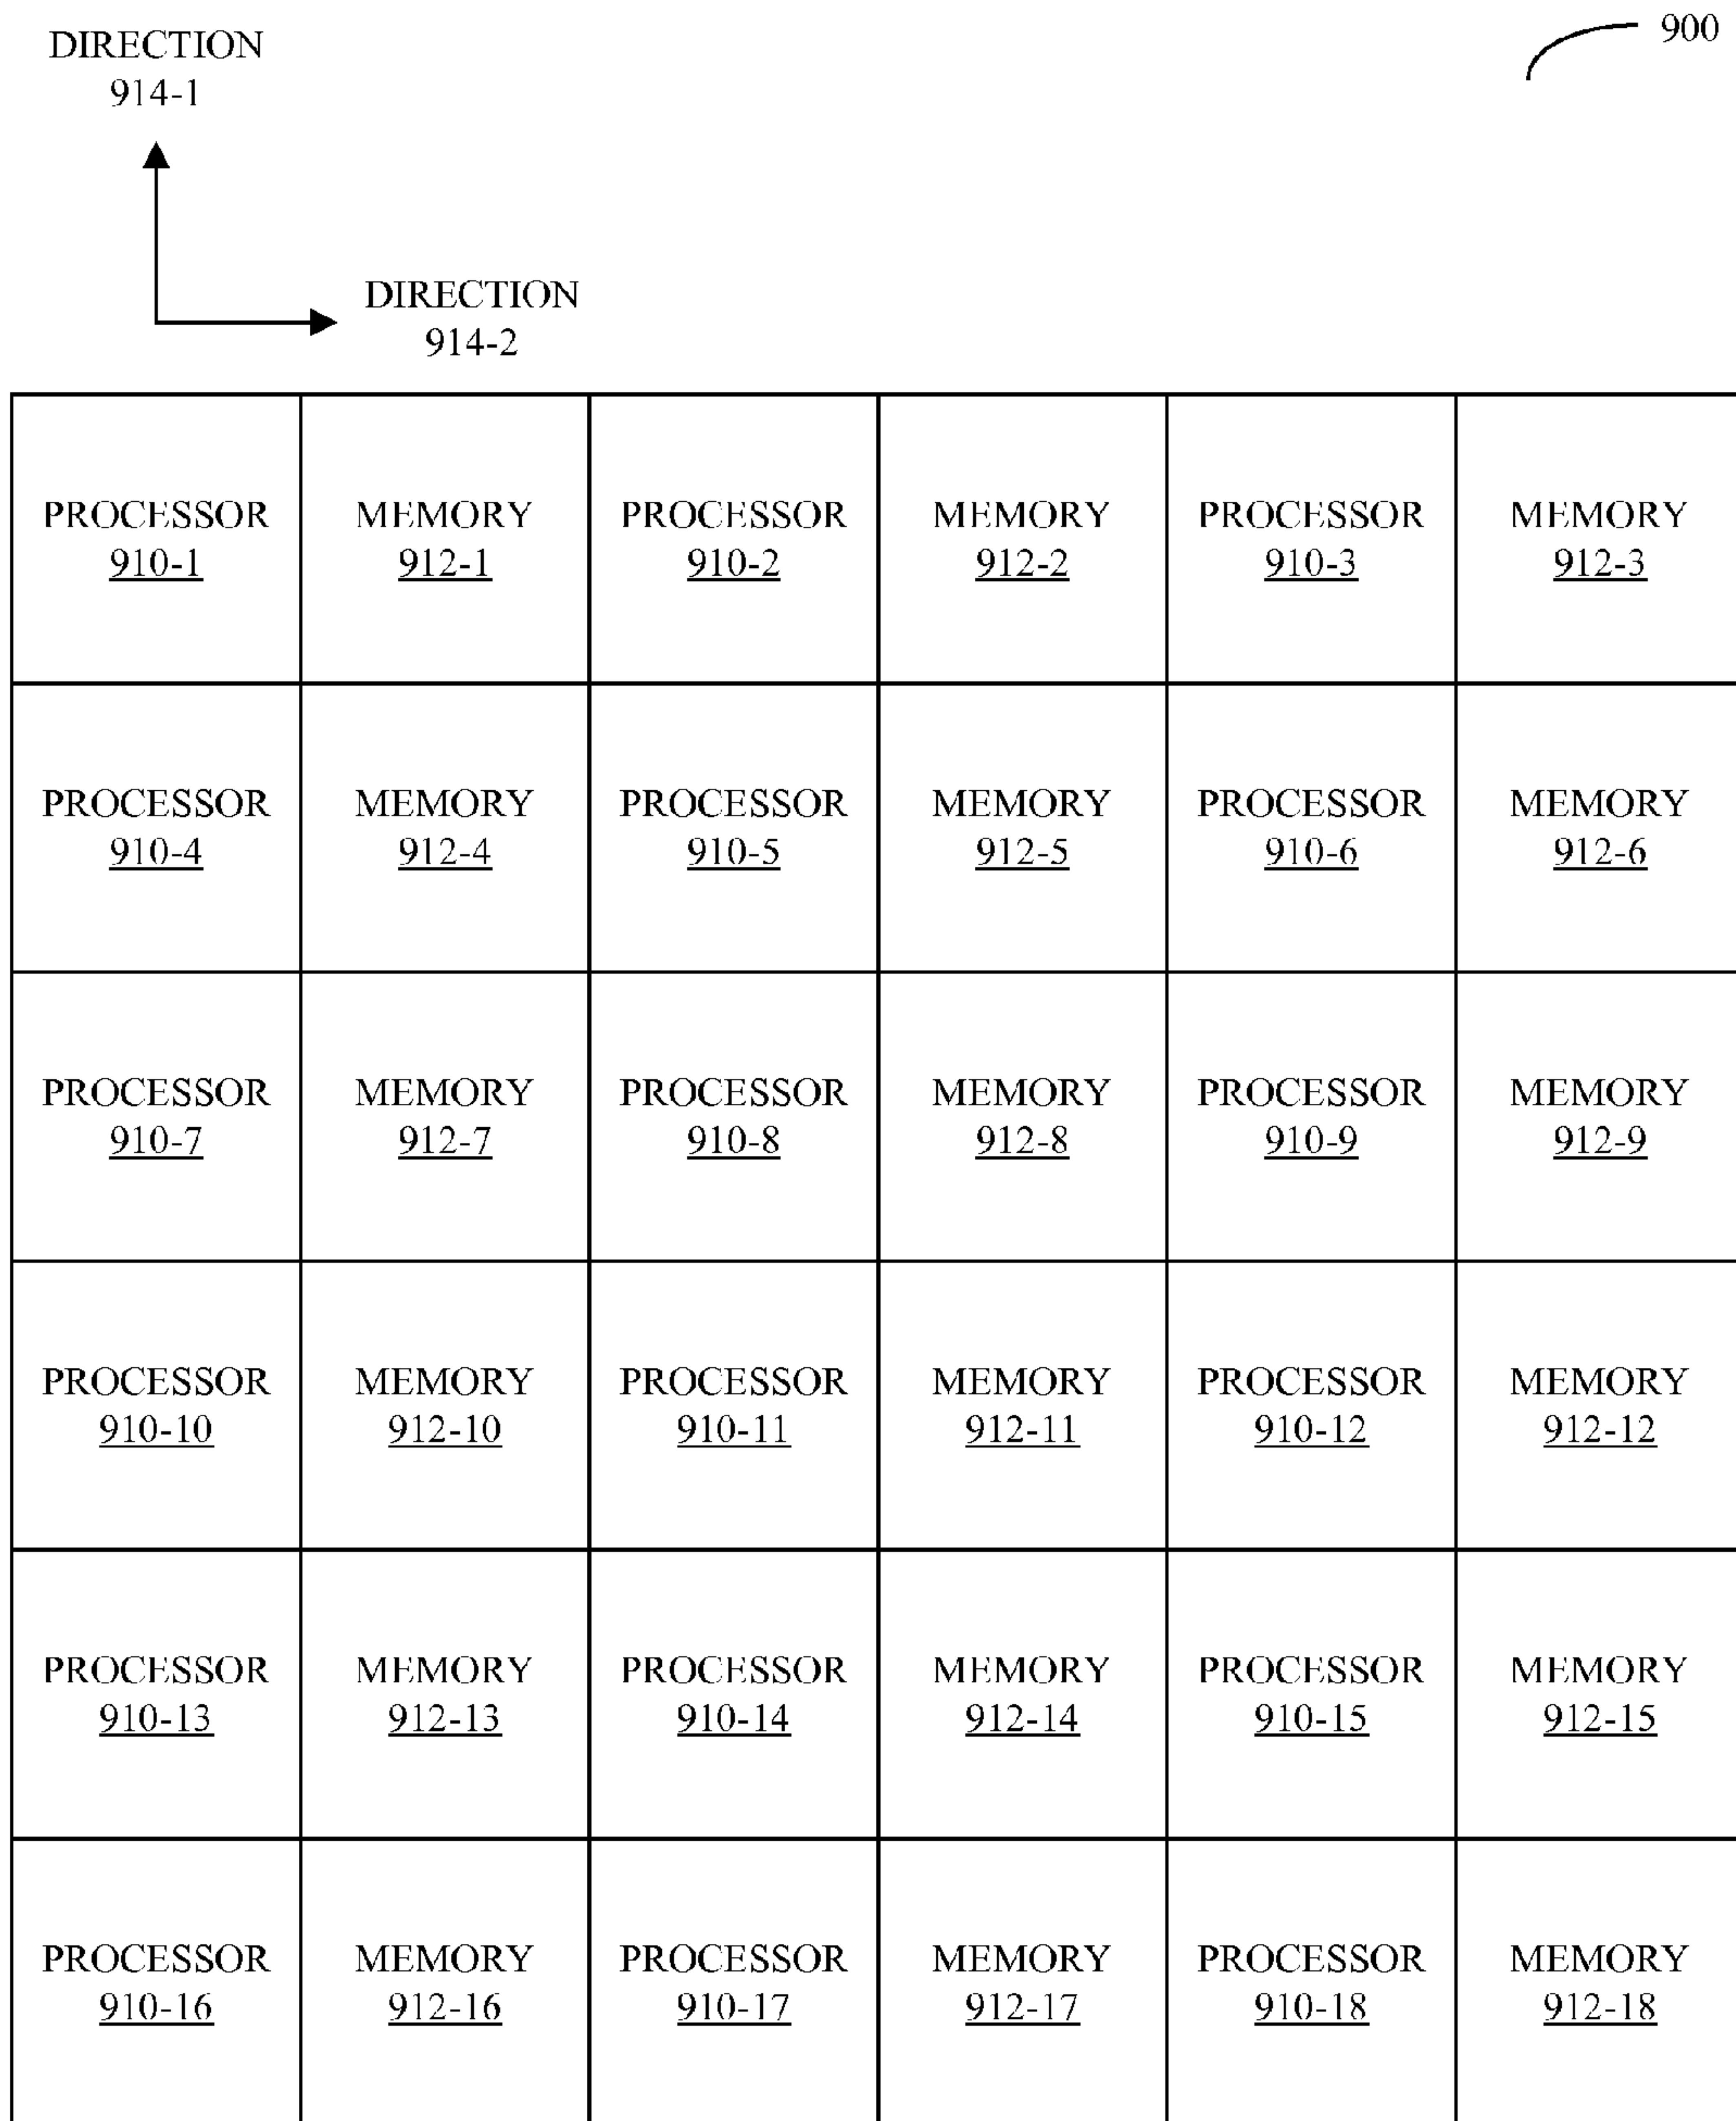 900
DIRECTION
914-1
DIRECTION
914-2
PROCESSOR
910-1
MEMORY
912-1
PROCESSOR
910-2
MEMORY
912-2
PROCESSOR
910-3
MEMORY
912-3
PROCESSOR
910-4
MEMORY
912-4
PROCESSOR
910-5
MEMORY
912-5
PROCESSOR
910-6
MEMORY
912-6
PROCESSOR
910-7
MEMORY
912-7
PROCESSOR
910-8
MEMORY
912-8
PROCESSOR
910-9
MEMORY
912-9
PROCESSOR
910-10
MEMORY
912-10
PROCESSOR
910-11
MEMORY
912-11
PROCESSOR
910-12
MEMORY
912-12
PROCESSOR
910-13
MEMORY
912-13
PROCESSOR
910-14
MEMORY
912-14
PROCESSOR
910-15
MEMORY
912-15
PROCESSOR
910-16
MEMORY
912-16
PROCESSOR
910-17
MEMORY
912-17
PROCESSOR
910-18
MEMORY
912-18